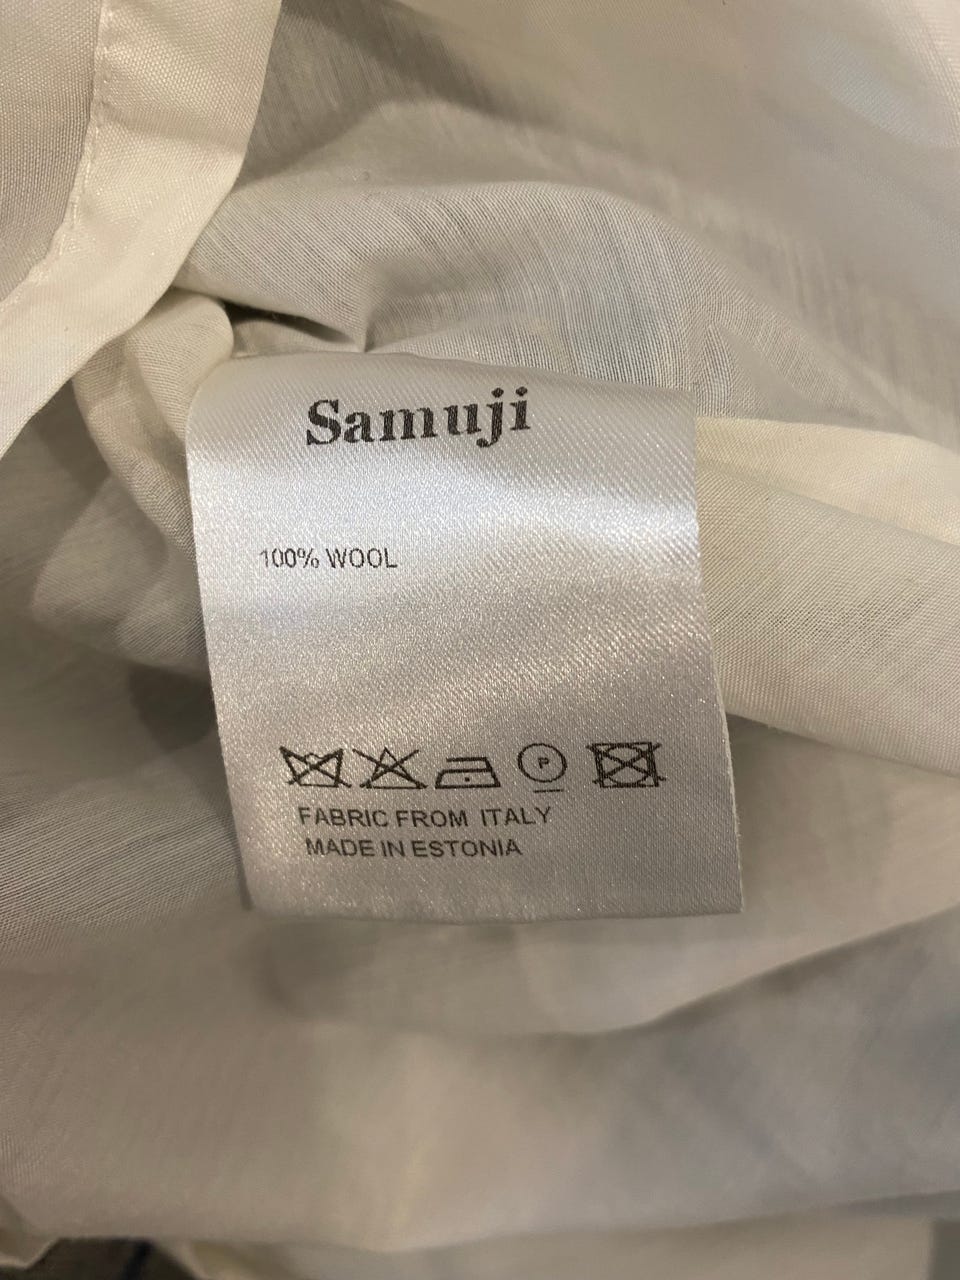 Samuji
100% WOOL
P
FABRIC FROM ITALY
MADE IN ESTONIA